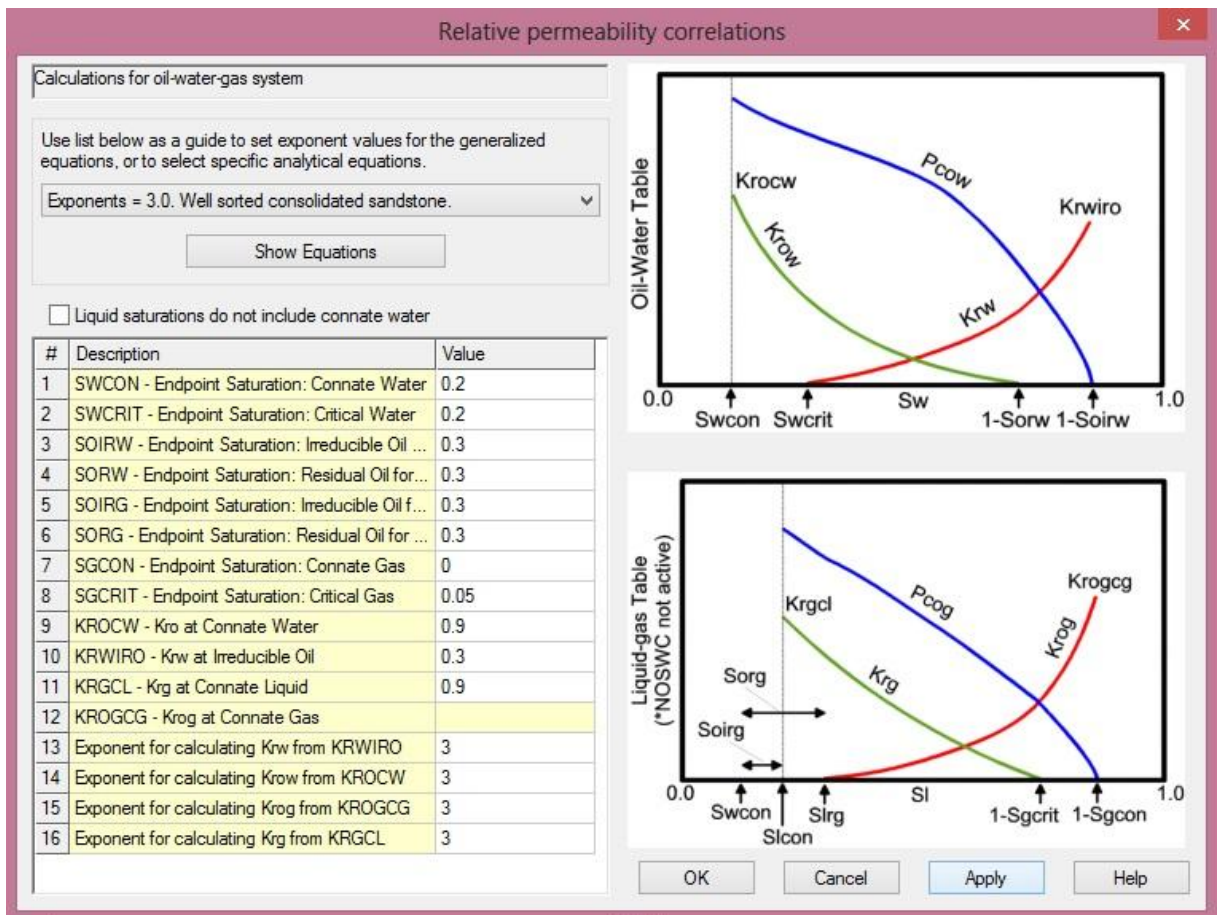 Relative permeability correlations
Calculations for oil-water-gas system
Use list below as a guide to set exponent values for the generalized
equations, or to select specific analytical equations.
Exponents = 3.0. Well sorted consolidated sandstone.
Show Equations
Liquid saturations do not include connate water
# Description Value
1 SWCON - Endpoint Saturation: Connate Water 0.2
2 SWCRIT - Endpoint Saturation: Critical Water 0.2
3 SOIRW - Endpoint Saturation: Irreducible Oil ... 0.3
4 SORW - Endpoint Saturation: Residual Oil for... 0.3
5 SOIRG - Endpoint Saturation: Irreducible Oil f... 0.3
6 SORG - Endpoint Saturation: Residual Oil for ... 0.3
7 SGCON - Endpoint Saturation: Connate Gas 0
8 SGCRIT - Endpoint Saturation: Critical Gas 0.05
9 KROCW - Kro at Connate Water 0.9
10 KRWIRO - Krw at Irreducible Oil 0.3
11 KRGCL - Krg at Connate Liquid 0.9
12 KROGCG - Krog at Connate Gas
13 Exponent for calculating Krw from KRWIRO 3
14 Exponent for calculating Krow from KROCW 3
15 Exponent for calculating Krog from KROGCG 3
16 Exponent for calculating Krg from KRGCL 3
Oil-Water Table
Krocw
Pcow
Krwiro
Krow
Krw
0.0 Sw 1.0
Swcon Swcrit 1-Sorw 1-Soirw
Liquid-gas Table
(*NOSWC not active)
Krgcl
Pcog
Krogcg
Krog
Krg
Sorg
Soirg
0.0 Sl 1.0
Swcon Slrg 1-Sgcrit 1-Sgcon
Slcon
OK Cancel Apply Help